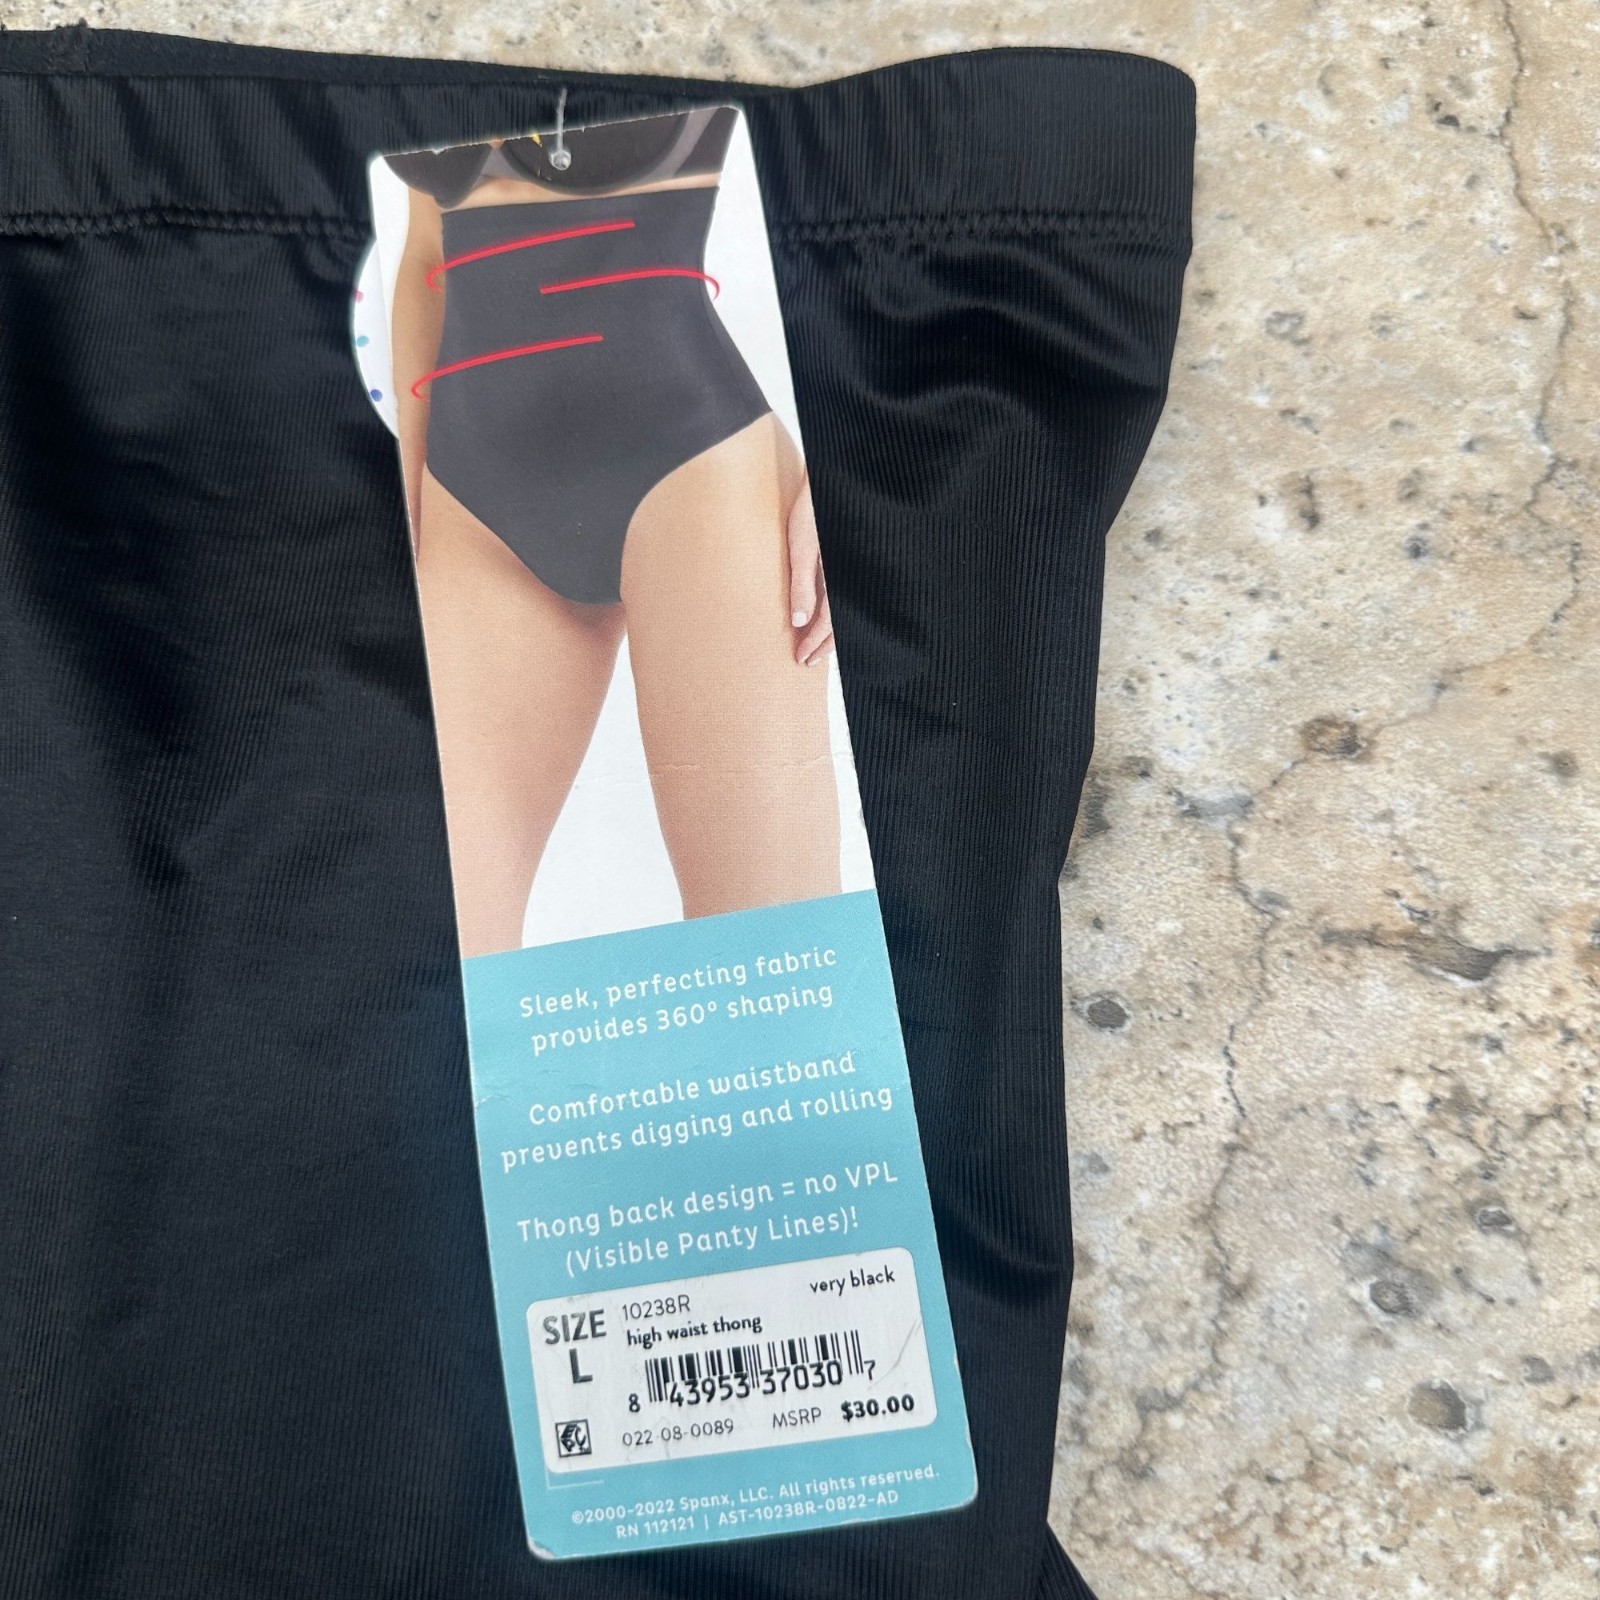 Sleek, perfecting fabric
provides 360° shaping
Comfortable waistband
prevents digging and rolling
Thong back design = no VPL
(Visible Panty Lines)!
very black
SIZE 10238R
L high waist thong
8 43953 37030 7
022-08-0089 MSRP $30.00
©2000-2022 Spanx, LLC. All rights reserved.
RN 112121 | AST-10238R-0822-AD